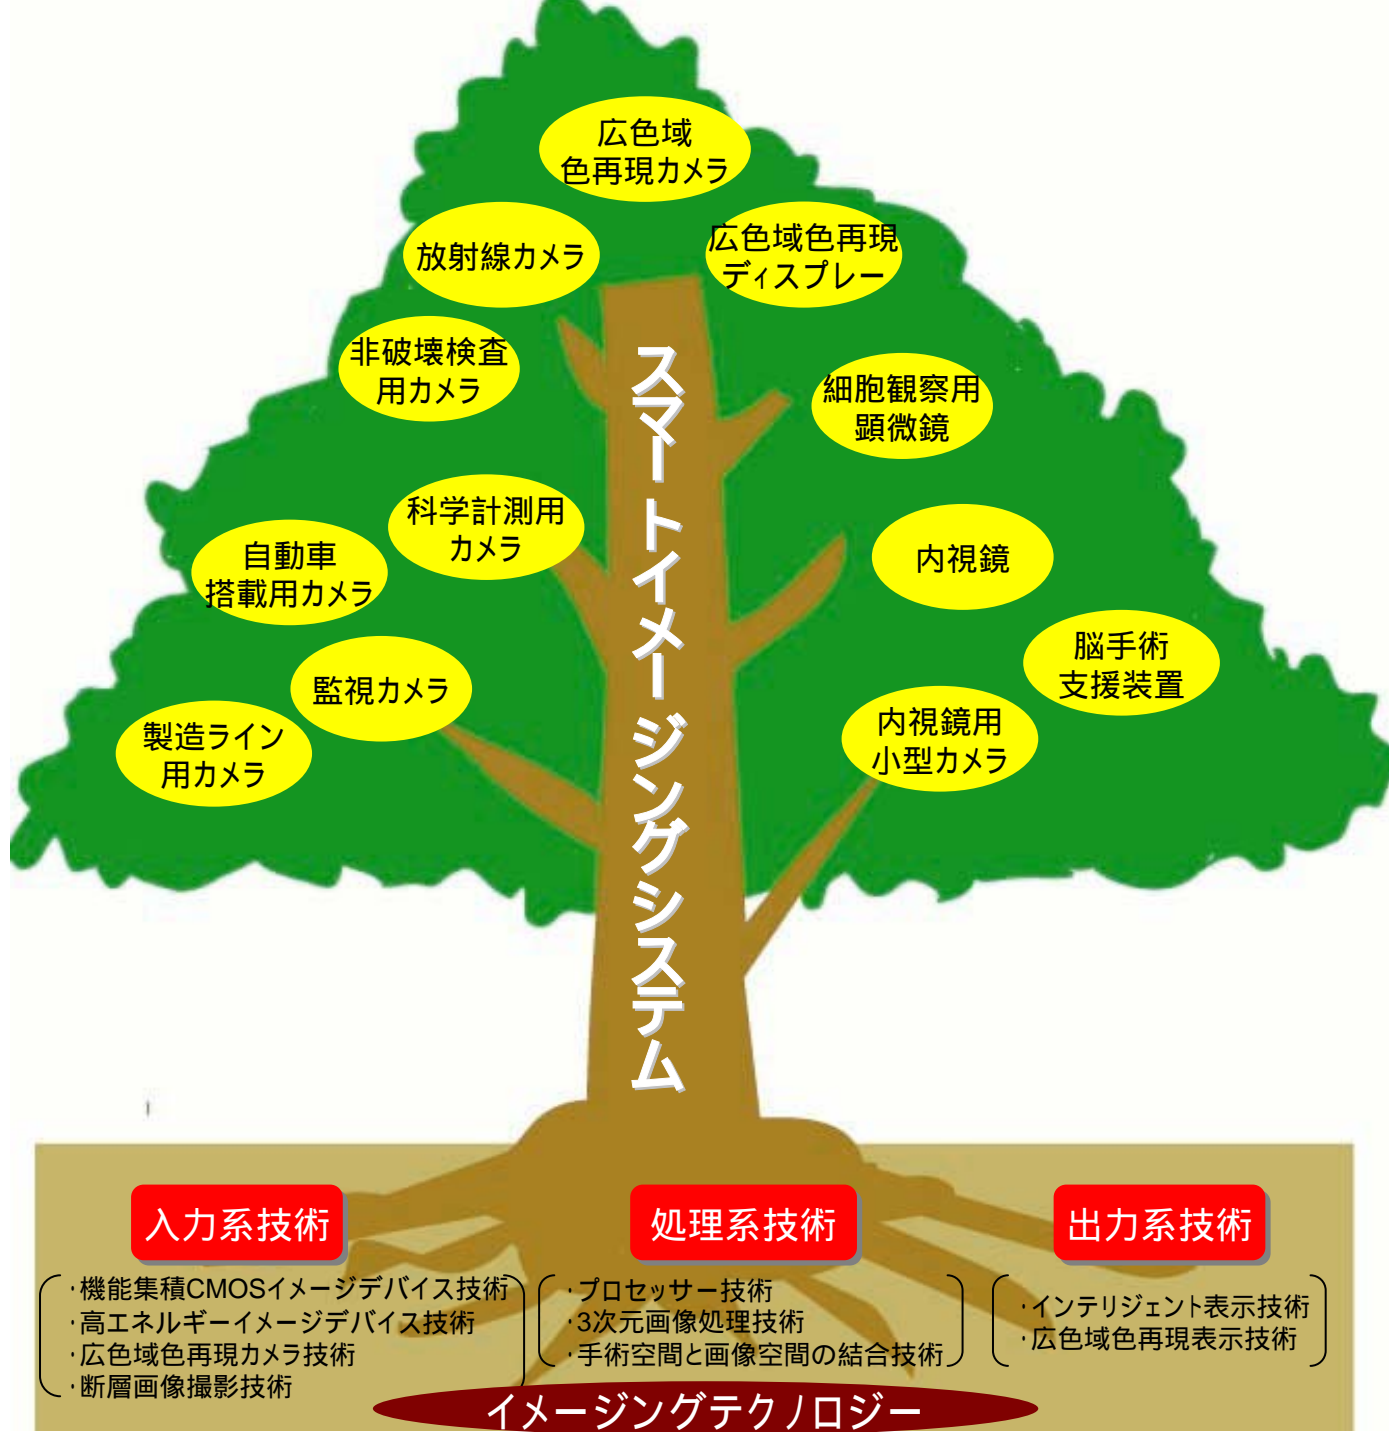 広色域
色再現カメラ
放射線カメラ
広色域色再現
ディスプレー
非破壊検査
用カメラ
細胞観察用
顕微鏡
科学計測用
カメラ
自動車
搭載用カメラ
内視鏡
監視カメラ
脳手術
支援装置
製造ライン
用カメラ
内視鏡用
小型カメラ
スマートイメージングシステム
入力系技術
・機能集積CMOSイメージデバイス技術
・高エネルギーイメージデバイス技術
・広色域色再現カメラ技術
・断層画像撮影技術
処理系技術
・プロセッサー技術
・3次元画像処理技術
・手術空間と画像空間の結合技術
出力系技術
・インテリジェント表示技術
・広色域色再現表示技術
イメージングテクノロジー